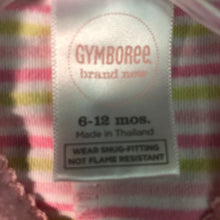 GYMBOREE
brand new
6-12 mos.
Made in Thailand
WEAR SNUG-FITTING
NOT FLAME RESISTANT